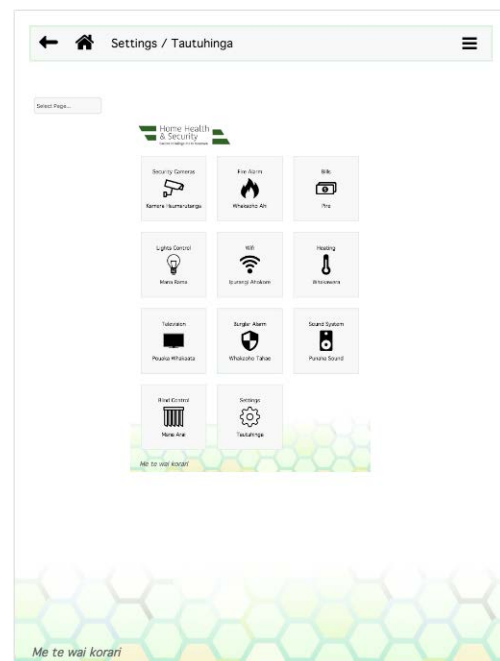 Settings / Tautuhinga
Select Page...
Home Health
& Security
Security Cameras
Fire Alarm
Bills
Kamera Haumarutanga
Whakaoho Ahi
Pire
Lights Control
Wifi
Heating
Mana Rama
Ipurangi Ahokore
Whakawera
Television
Burglar Alarm
Sound System
Pouaka Whakaata
Whakaoho Tahae
Punaha Sound
Blind Control
Settings
Mana Arai
Tautuhinga
Me te wai korari
Me te wai korari